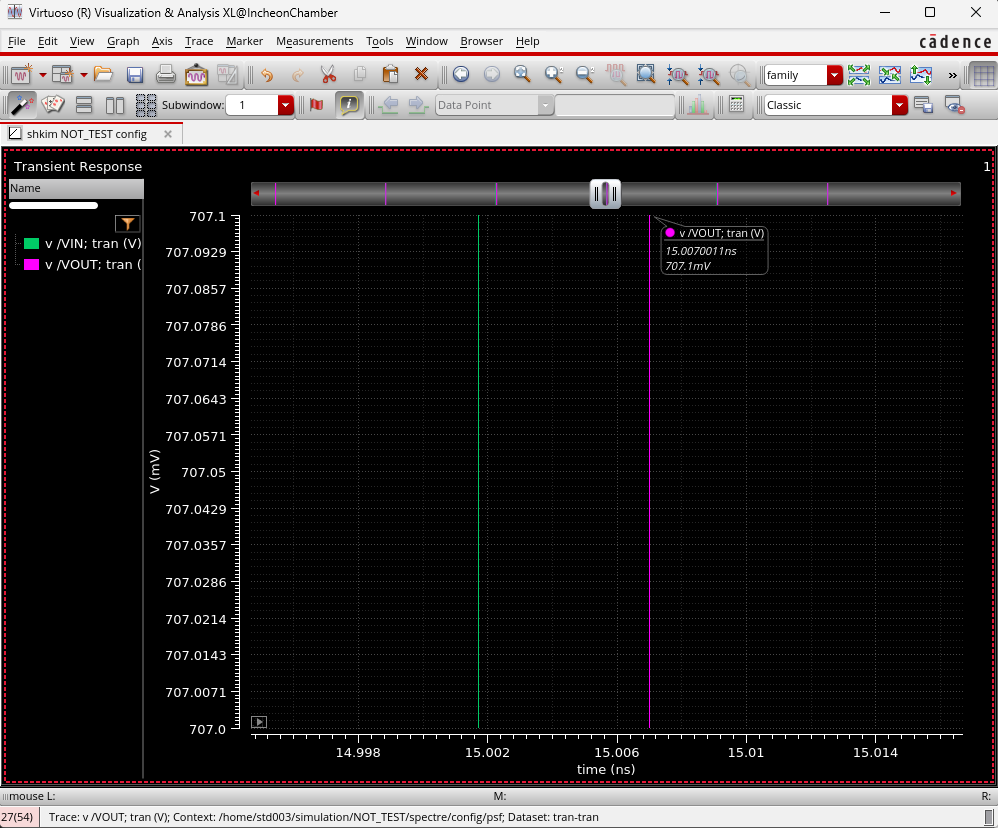 Virtuoso (R) Visualization & Analysis XL@IncheonChamber
File Edit View Graph Axis Trace Marker Measurements Tools Window Browser Help
cādence
family
»
Subwindow: 1
Data Point
Classic
shkim NOT_TEST config
Transient Response
1
Name
v /VIN; tran (V)
v /VOUT; tran (
707.1
707.0929
707.0857
707.0786
707.0714
707.0643
707.0571
707.05
707.0429
707.0357
707.0286
707.0214
707.0143
707.0071
707.0
V (mV)
v /VOUT; tran (V)
15.0070011ns
707.1mV
14.998 15.002 15.006 15.01 15.014
time (ns)
mouse L: M: R:
27(54) Trace: v /VOUT; tran (V); Context: /home/std003/simulation/NOT_TEST/spectre/config/psf; Dataset: tran-tran